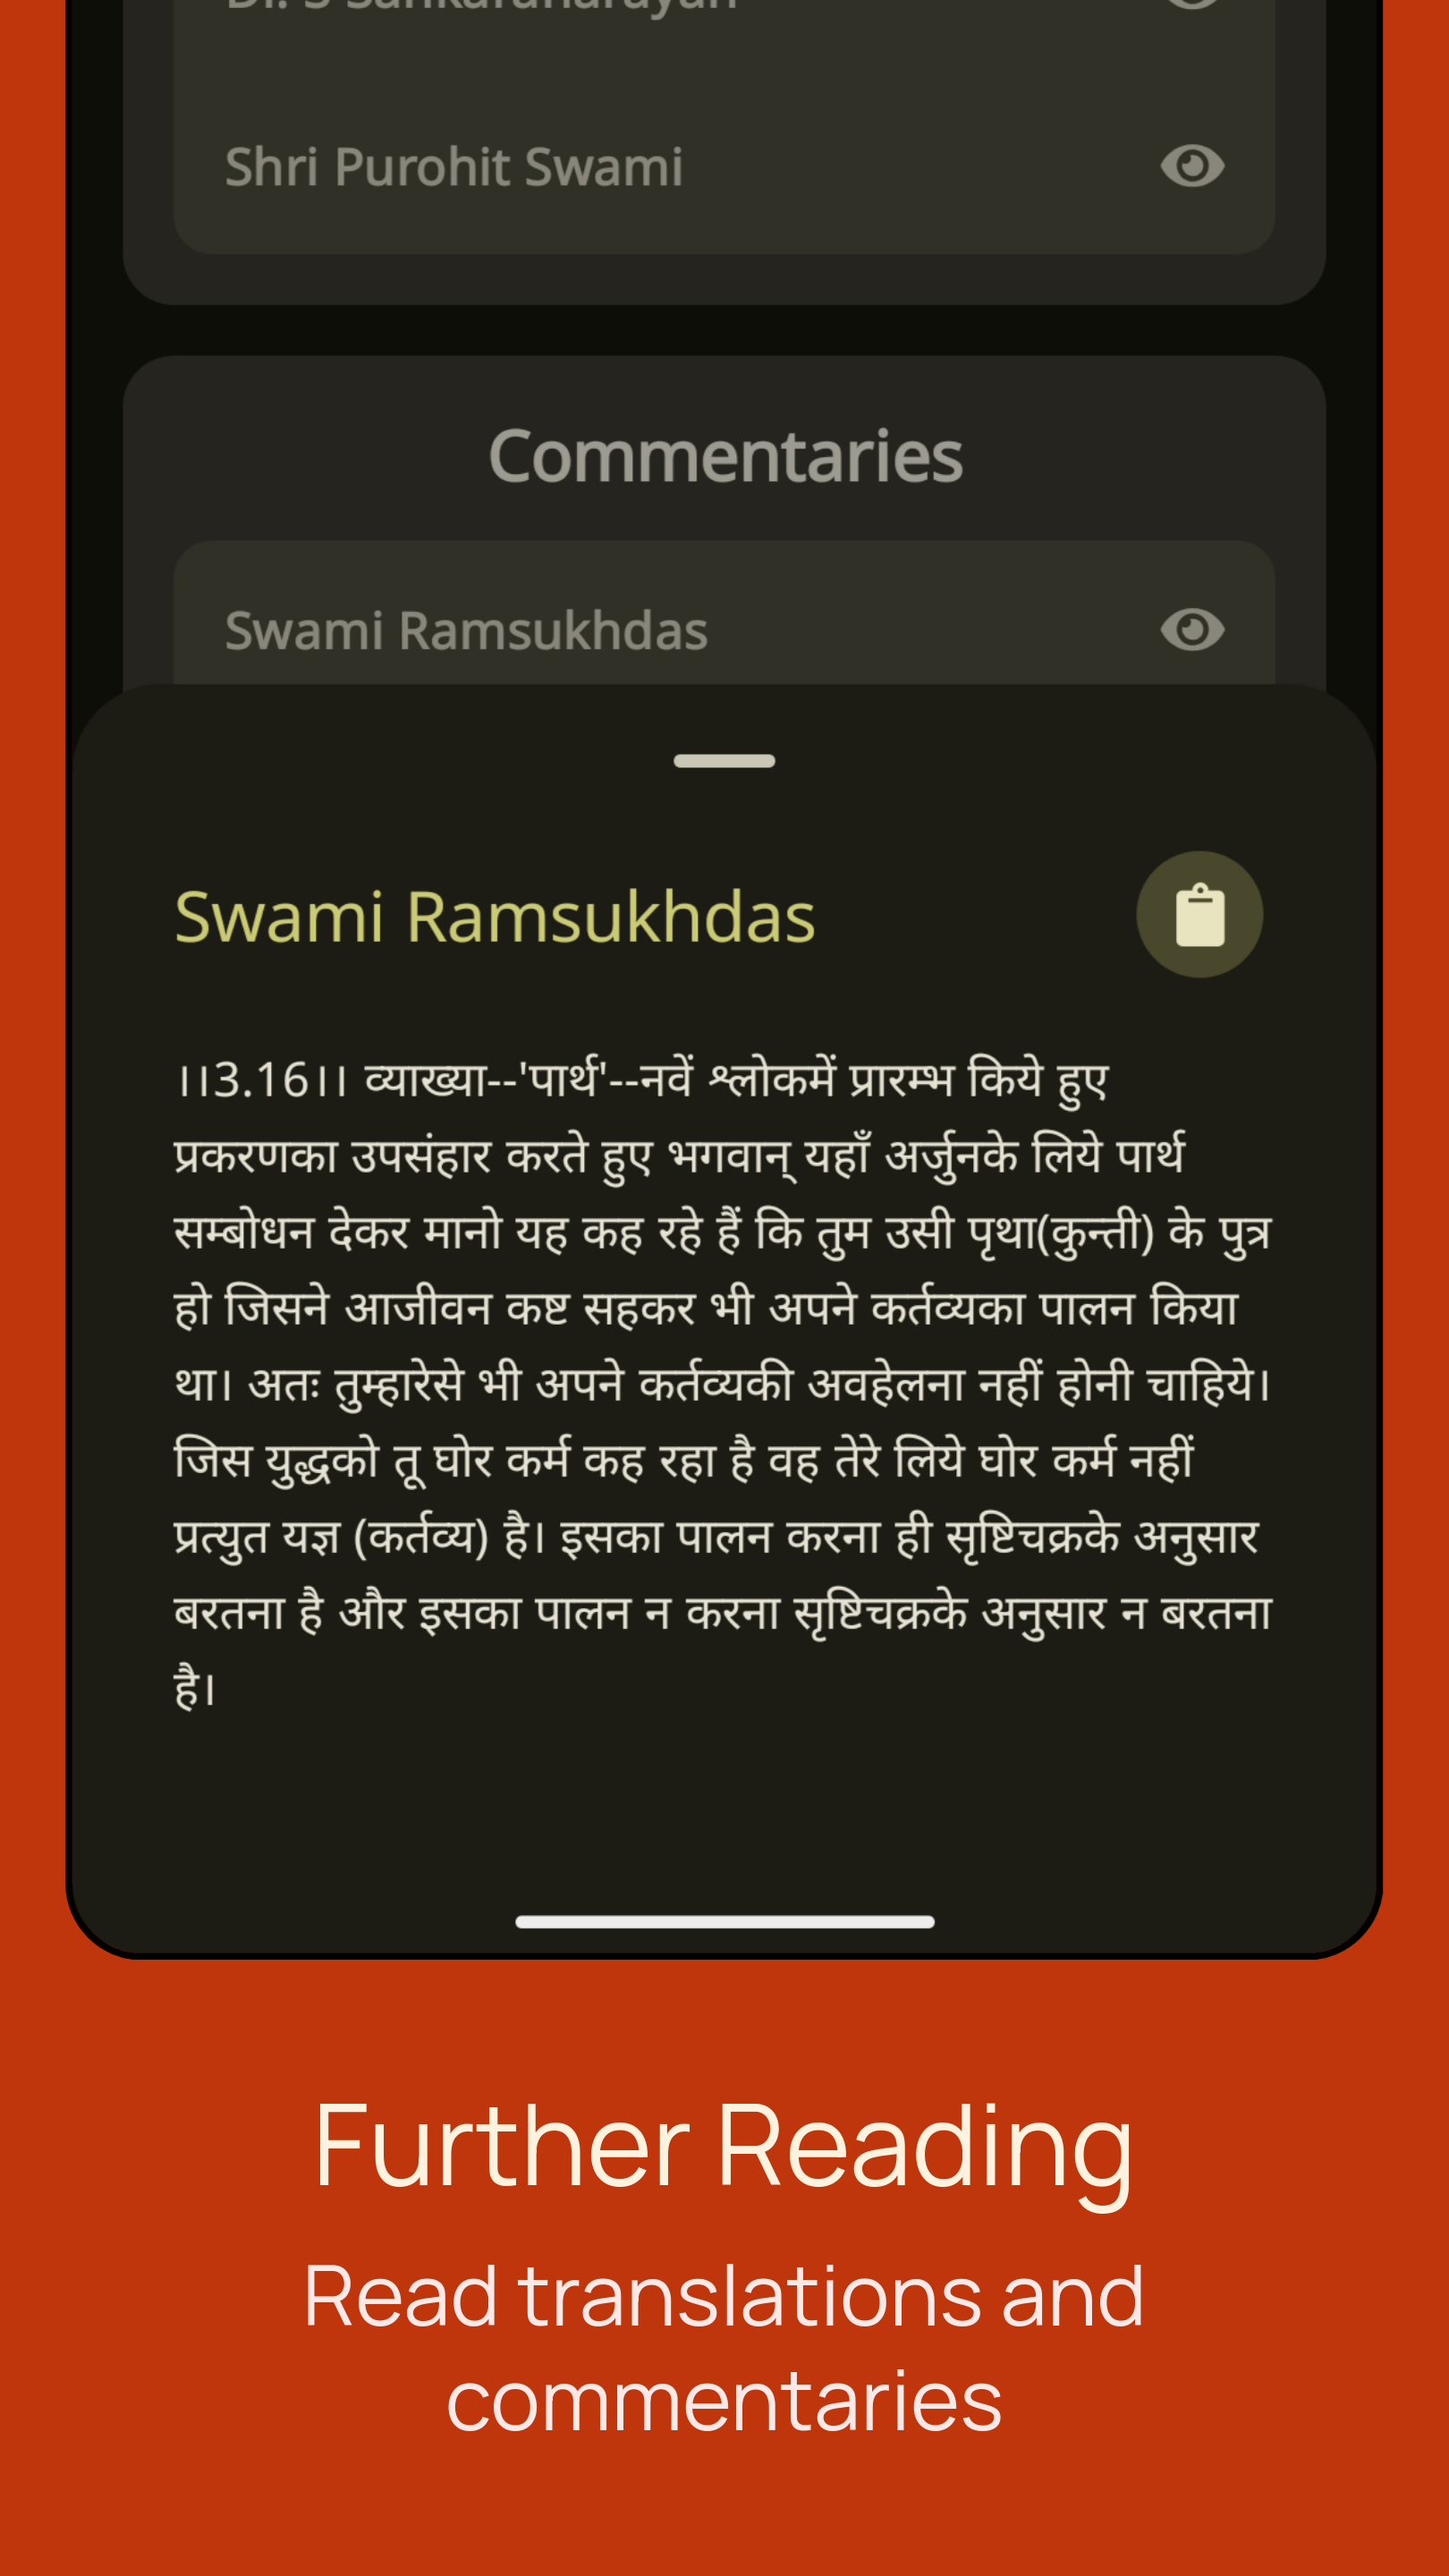 Dr. S Sankaranarayan
Shri Purohit Swami
Commentaries
Swami Ramsukhdas
Swami Ramsukhdas
।।3.16।। व्याख्या--'पार्थ'--नवें श्लोकमें प्रारम्भ किये हुए
प्रकरणका उपसंहार करते हुए भगवान् यहाँ अर्जुनके लिये पार्थ
सम्बोधन देकर मानो यह कह रहे हैं कि तुम उसी पृथा(कुन्ती) के पुत्र
हो जिसने आजीवन कष्ट सहकर भी अपने कर्तव्यका पालन किया
था। अतः तुम्हारेसे भी अपने कर्तव्यकी अवहेलना नहीं होनी चाहिये।
जिस युद्धको तू घोर कर्म कह रहा है वह तेरे लिये घोर कर्म नहीं
प्रत्युत यज्ञ (कर्तव्य) है। इसका पालन करना ही सृष्टिचक्रके अनुसार
बरतना है और इसका पालन न करना सृष्टिचक्रके अनुसार न बरतना
है।
Further Reading
Read translations and
commentaries